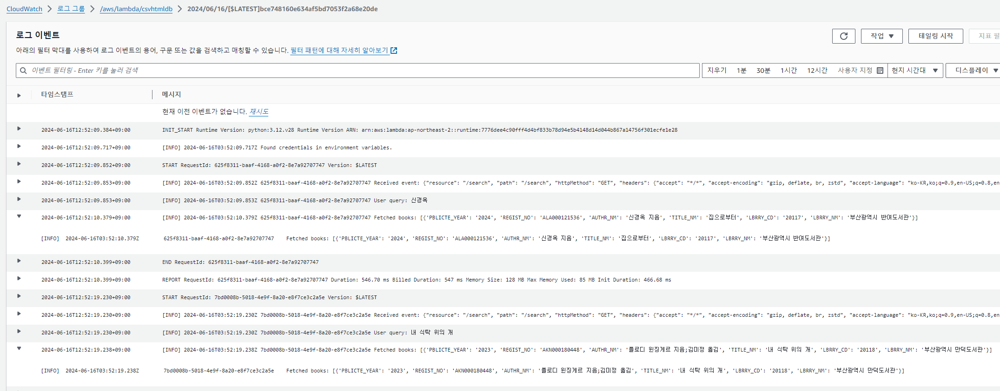 CloudWatch > 로그 그룹 > /aws/lambda/csvhtmldb > 2024/06/16/[$LATEST]bce748160e634af5bd7053f2a68e20de
로그 이벤트
작업 ▼ 테일링 시작 지표 필
아래의 필터 막대를 사용하여 로그 이벤트의 용어, 구문 또는 값을 검색하고 매칭할 수 있습니다. 필터 패턴에 대해 자세히 알아보기
이벤트 필터링 - Enter 키를 눌러 검색 지우기 1분 30분 1시간 12시간 사용자 지정 현지 시간대 ▼ 디스플레이 ▼
▶ 타임스탬프 메시지
현재 이전 이벤트가 없습니다. 재시도
▶ 2024-06-16T12:52:09.384+09:00 INIT_START Runtime Version: python:3.12.v28 Runtime Version ARN: arn:aws:lambda:ap-northeast-2::runtime:7776dee4c90fff4d4bf833b78d94e5b4148d14d044b867a14756f301ecfe1e28
▶ 2024-06-16T12:52:09.717+09:00 [INFO] 2024-06-16T03:52:09.717Z Found credentials in environment variables.
▶ 2024-06-16T12:52:09.852+09:00 START RequestId: 625f8311-baaf-4168-a0f2-8e7a92707747 Version: $LATEST
▶ 2024-06-16T12:52:09.853+09:00 [INFO] 2024-06-16T03:52:09.852Z 625f8311-baaf-4168-a0f2-8e7a92707747 Received event: {"resource": "/search", "path": "/search", "httpMethod": "GET", "headers": {"accept": "*/*", "accept-encoding": "gzip, deflate, br, zstd", "accept-language": "ko-KR,ko;q=0.9,en-US;q=0.8,en
▶ 2024-06-16T12:52:09.853+09:00 [INFO] 2024-06-16T03:52:09.853Z 625f8311-baaf-4168-a0f2-8e7a92707747 User query: 신경옥
▼ 2024-06-16T12:52:10.379+09:00 [INFO] 2024-06-16T03:52:10.379Z 625f8311-baaf-4168-a0f2-8e7a92707747 Fetched books: [{'PBLICTE_YEAR': '2024', 'REGIST_NO': 'ALA000121536', 'AUTHR_NM': '신경옥 지음', 'TITLE_NM': '집으로부터', 'LBRRY_CD': '20117', 'LBRRY_NM': '부산광역시 반여도서관'}]
[INFO] 2024-06-16T03:52:10.379Z 625f8311-baaf-4168-a0f2-8e7a92707747 Fetched books: [{'PBLICTE_YEAR': '2024', 'REGIST_NO': 'ALA000121536', 'AUTHR_NM': '신경옥 지음', 'TITLE_NM': '집으로부터', 'LBRRY_CD': '20117', 'LBRRY_NM': '부산광역시 반여도서관'}]
▶ 2024-06-16T12:52:10.399+09:00 END RequestId: 625f8311-baaf-4168-a0f2-8e7a92707747
▶ 2024-06-16T12:52:10.399+09:00 REPORT RequestId: 625f8311-baaf-4168-a0f2-8e7a92707747 Duration: 546.70 ms Billed Duration: 547 ms Memory Size: 128 MB Max Memory Used: 85 MB Init Duration: 466.68 ms
▶ 2024-06-16T12:52:19.230+09:00 START RequestId: 7bd0008b-5018-4e9f-8a20-e8f7ce3c2a5e Version: $LATEST
▶ 2024-06-16T12:52:19.230+09:00 [INFO] 2024-06-16T03:52:19.230Z 7bd0008b-5018-4e9f-8a20-e8f7ce3c2a5e Received event: {"resource": "/search", "path": "/search", "httpMethod": "GET", "headers": {"accept": "*/*", "accept-encoding": "gzip, deflate, br, zstd", "accept-language": "ko-KR,ko;q=0.9,en-US;q=0.8,en
▶ 2024-06-16T12:52:19.230+09:00 [INFO] 2024-06-16T03:52:19.230Z 7bd0008b-5018-4e9f-8a20-e8f7ce3c2a5e User query: 내 식탁 위의 개
▼ 2024-06-16T12:52:19.238+09:00 [INFO] 2024-06-16T03:52:19.238Z 7bd0008b-5018-4e9f-8a20-e8f7ce3c2a5e Fetched books: [{'PBLICTE_YEAR': '2023', 'REGIST_NO': 'AKN000180448', 'AUTHR_NM': '플로디 윈징게르 지음;김미정 옮김', 'TITLE_NM': '내 식탁 위의 개', 'LBRRY_CD': '20118', 'LBRRY_NM': '부산광역시 만덕도서관'}]
[INFO] 2024-06-16T03:52:19.238Z 7bd0008b-5018-4e9f-8a20-e8f7ce3c2a5e Fetched books: [{'PBLICTE_YEAR': '2023', 'REGIST_NO': 'AKN000180448', 'AUTHR_NM': '플로디 윈징게르 지음;김미정 옮김', 'TITLE_NM': '내 식탁 위의 개', 'LBRRY_CD': '20118', 'LBRRY_NM': '부산광역시 만덕도서관'}]